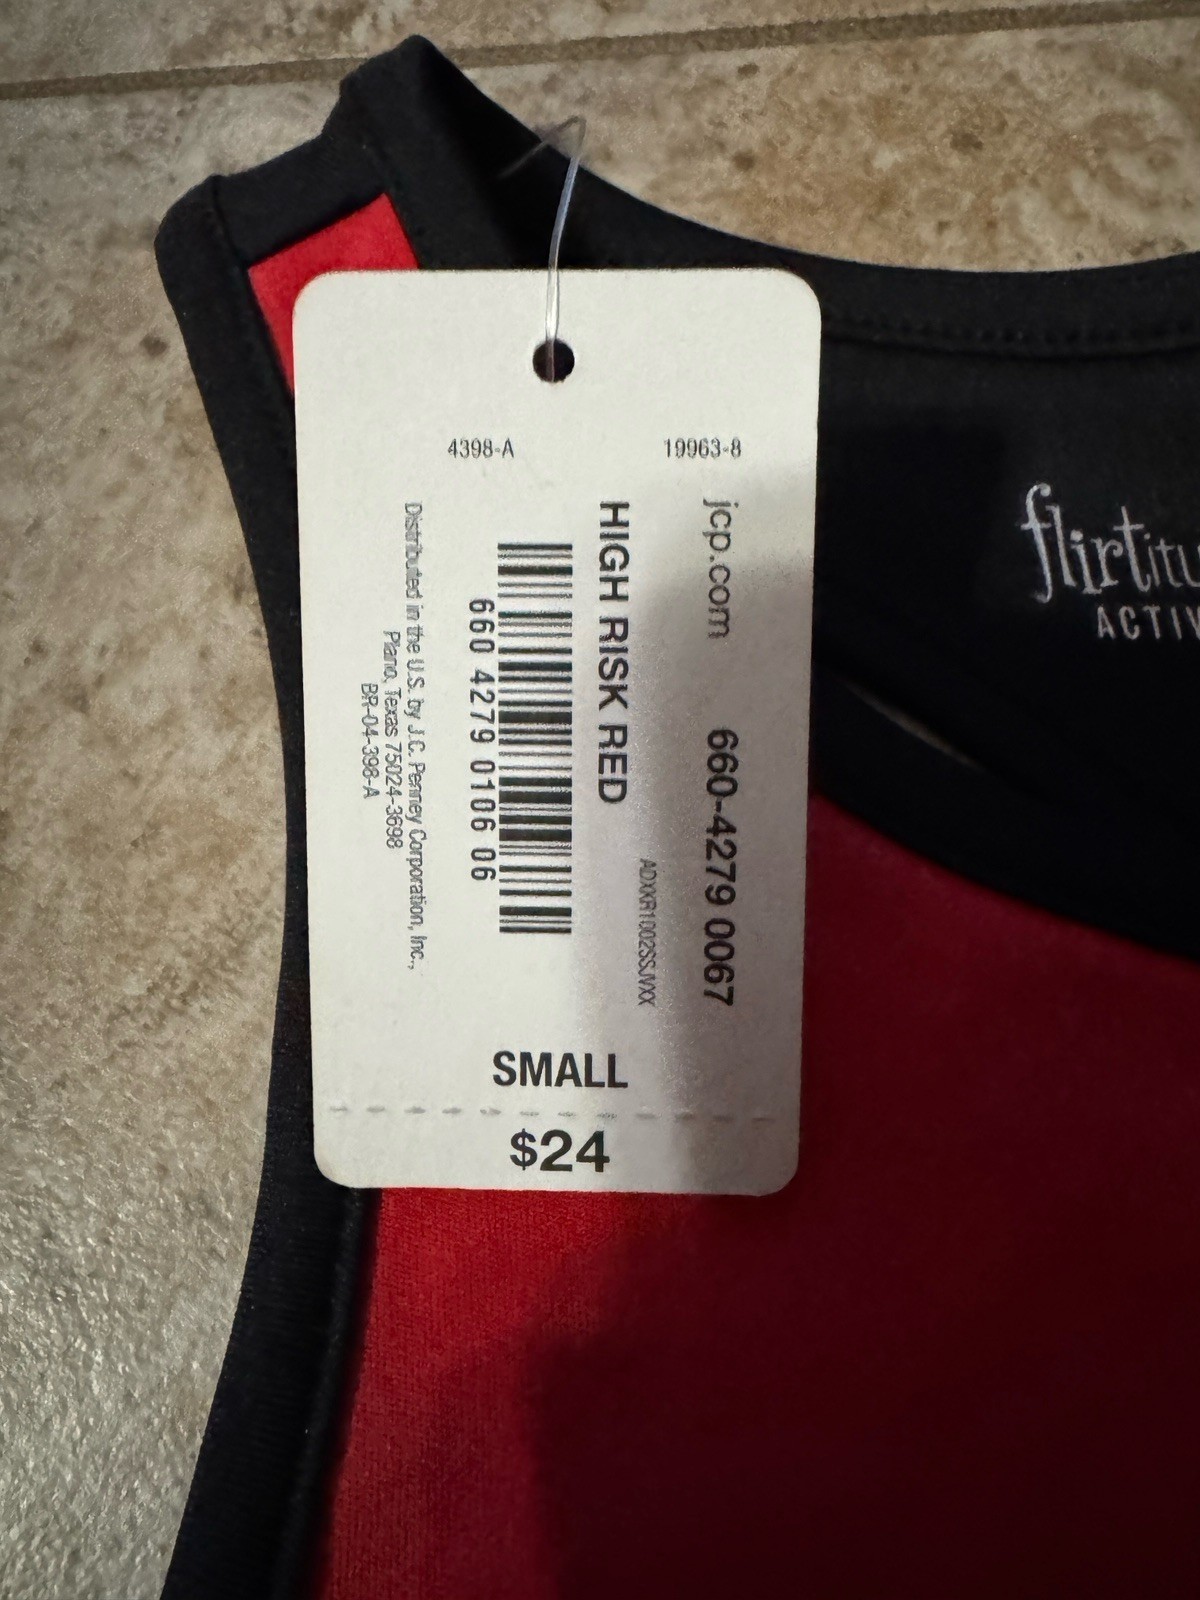 4398-A
19963-8
jcp.com
660-4279 0067
ADXXR1002SSJVXX
HIGH RISK RED
660 4279 0106 06
Distributed in the U.S. by J.C. Penney Corporation, Inc.,
Plano, Texas 75024-3698
BR-04-398-A
SMALL
$24
flirtitu
ACTIV